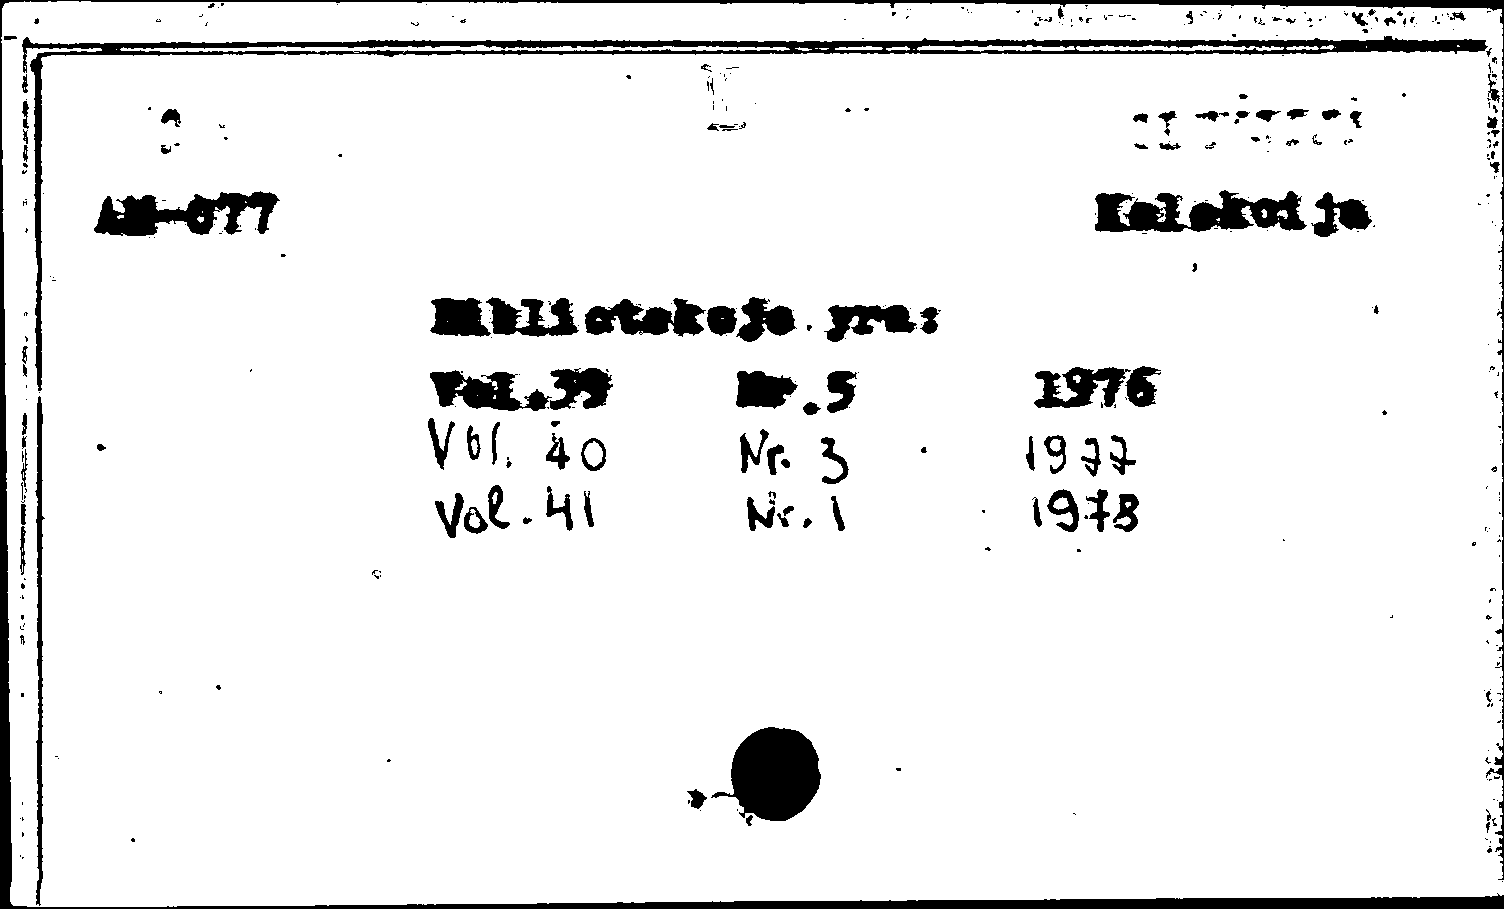 AM-077 Kolekcija
Bibliotekoje yra:
Vol.39 Nr.5 1976
Vol. 40 Nr. 3 1977
Vol. 41 Nr. 1 1978